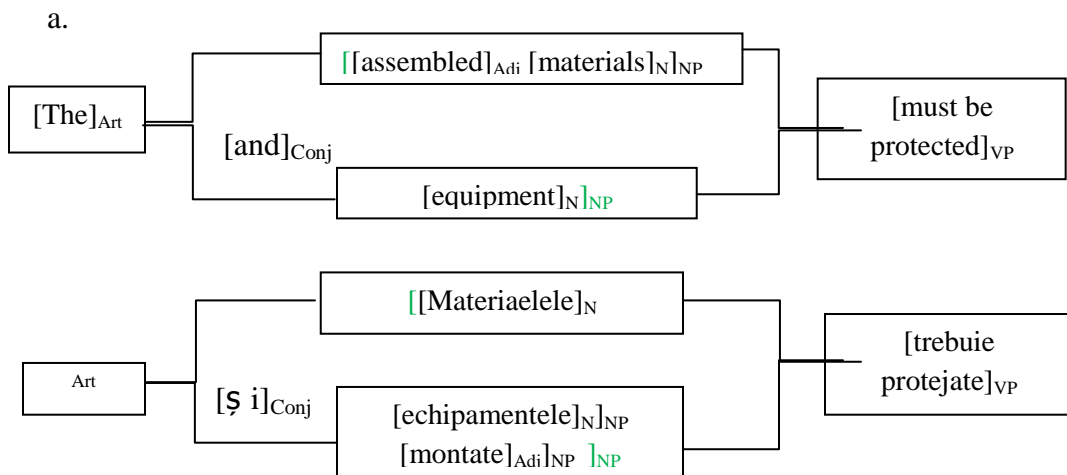 a.
[[assembled]Adj [materials]N]NP
[The]Art
[and]Conj
[equipment]N]NP
[must be
protected]VP
[[Materiaelele]N
Art
[ș i]Conj
[echipamentele]N]NP
[montate]Adj]NP ]NP
[trebuie
protejate]VP